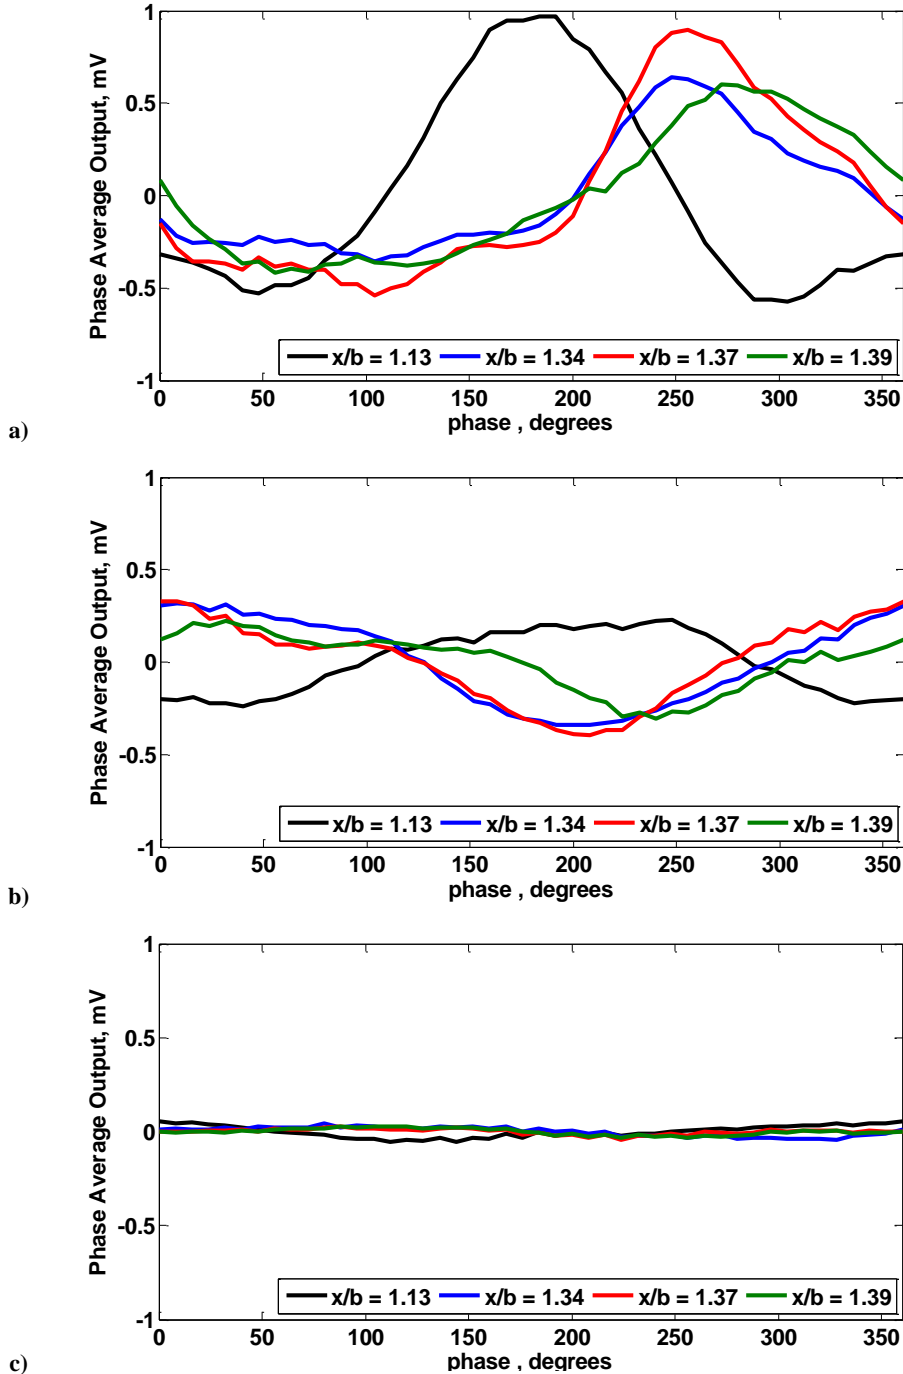 1
0.5
0
-0.5
-1
Phase Average Output, mV
x/b = 1.13 x/b = 1.34 x/b = 1.37 x/b = 1.39
0 50 100 150 200 250 300 350
phase , degrees
a)
1
0.5
0
-0.5
-1
Phase Average Output, mV
x/b = 1.13 x/b = 1.34 x/b = 1.37 x/b = 1.39
0 50 100 150 200 250 300 350
phase , degrees
b)
1
0.5
0
-0.5
-1
Phase Average Output, mV
x/b = 1.13 x/b = 1.34 x/b = 1.37 x/b = 1.39
0 50 100 150 200 250 300 350
phase , degrees
c)